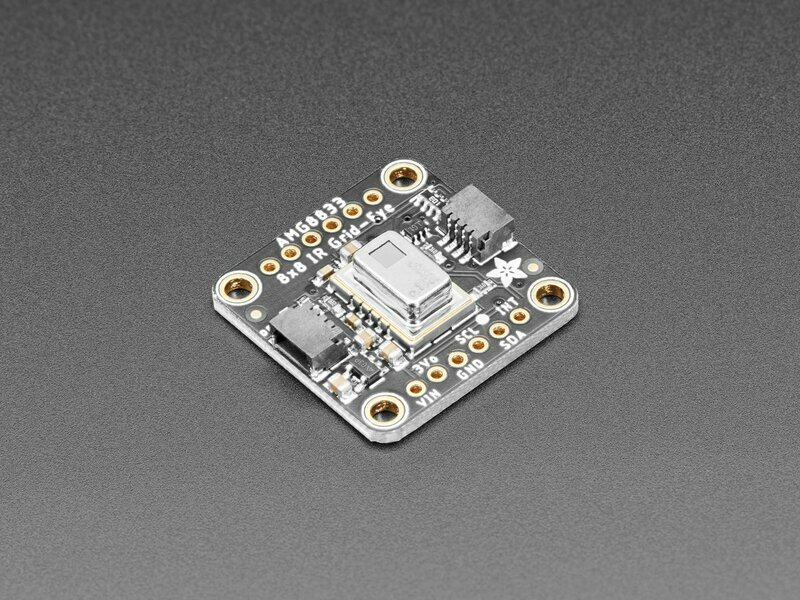 AMG8833
8x8 IR Grid-Eye
3Vo
SCL
INT
VIN
GND
SDA